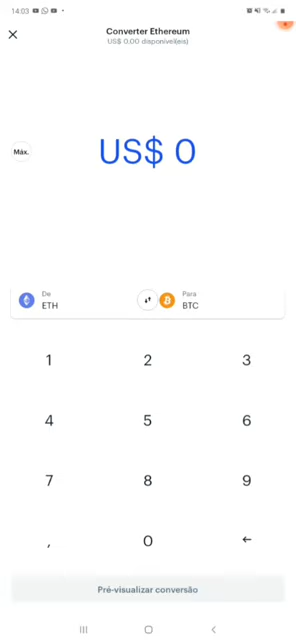 14:03
Converter Ethereum
US$ 0,00 disponível(eis)
Máx.
US$ 0
De
ETH
Para
BTC
1 2 3
4 5 6
7 8 9
, 0
Pré-visualizar conversão